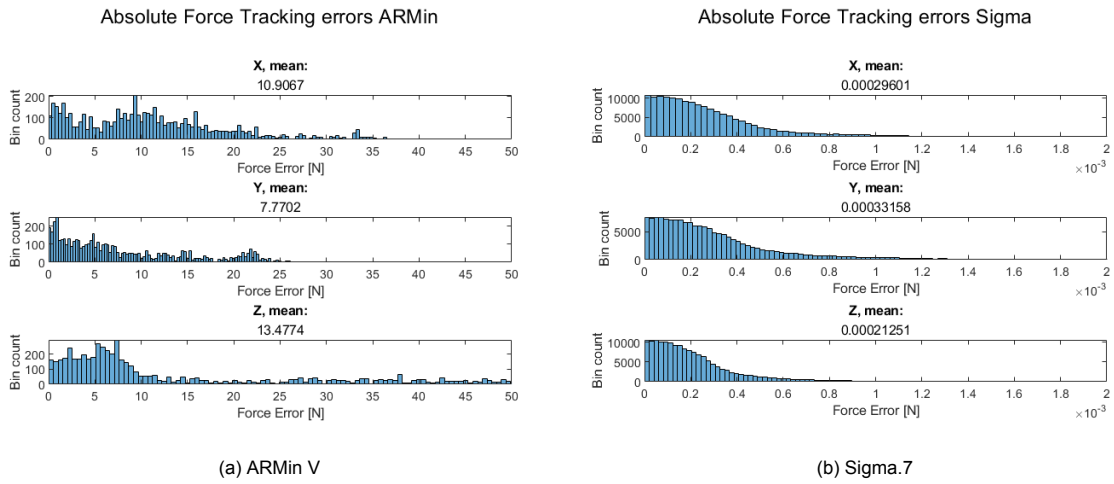 Absolute Force Tracking errors ARMin
X, mean:
10.9067
Bin count
200
100
0
0 5 10 15 20 25 30 35 40 45 50
Force Error [N]
Y, mean:
7.7702
Bin count
200
100
0
0 5 10 15 20 25 30 35 40 45 50
Force Error [N]
Z, mean:
13.4774
Bin count
200
100
0
0 5 10 15 20 25 30 35 40 45 50
Force Error [N]
(a) ARMin V
Absolute Force Tracking errors Sigma
X, mean:
0.00029601
Bin count
10000
5000
0
0 0.2 0.4 0.6 0.8 1 1.2 1.4 1.6 1.8 2
Force Error [N]
×10-3
Y, mean:
0.00033158
Bin count
5000
0
0 0.2 0.4 0.6 0.8 1 1.2 1.4 1.6 1.8 2
Force Error [N]
×10-3
Z, mean:
0.00021251
Bin count
10000
5000
0
0 0.2 0.4 0.6 0.8 1 1.2 1.4 1.6 1.8 2
Force Error [N]
×10-3
(b) Sigma.7